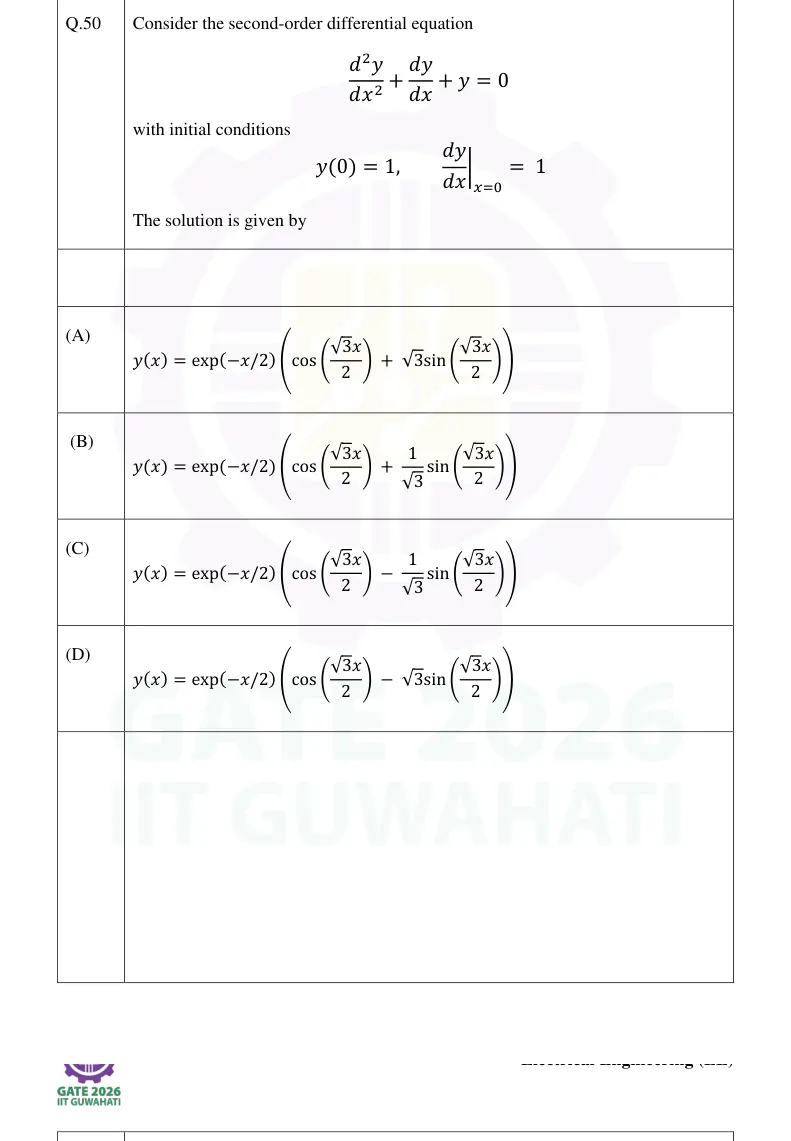 Q.50 Consider the second-order differential equation
d²y/dx² + dy/dx + y = 0
with initial conditions
y(0) = 1, dy/dx|ₓ₌₀ = 1
The solution is given by
(A) y(x) = exp(−x/2) (cos (√3x/2) + √3sin (√3x/2))
(B) y(x) = exp(−x/2) (cos (√3x/2) + 1/√3 sin (√3x/2))
(C) y(x) = exp(−x/2) (cos (√3x/2) − 1/√3 sin (√3x/2))
(D) y(x) = exp(−x/2) (cos (√3x/2) − √3sin (√3x/2))
GATE 2026
IIT GUWAHATI
GATE 2026
IIT GUWAHATI